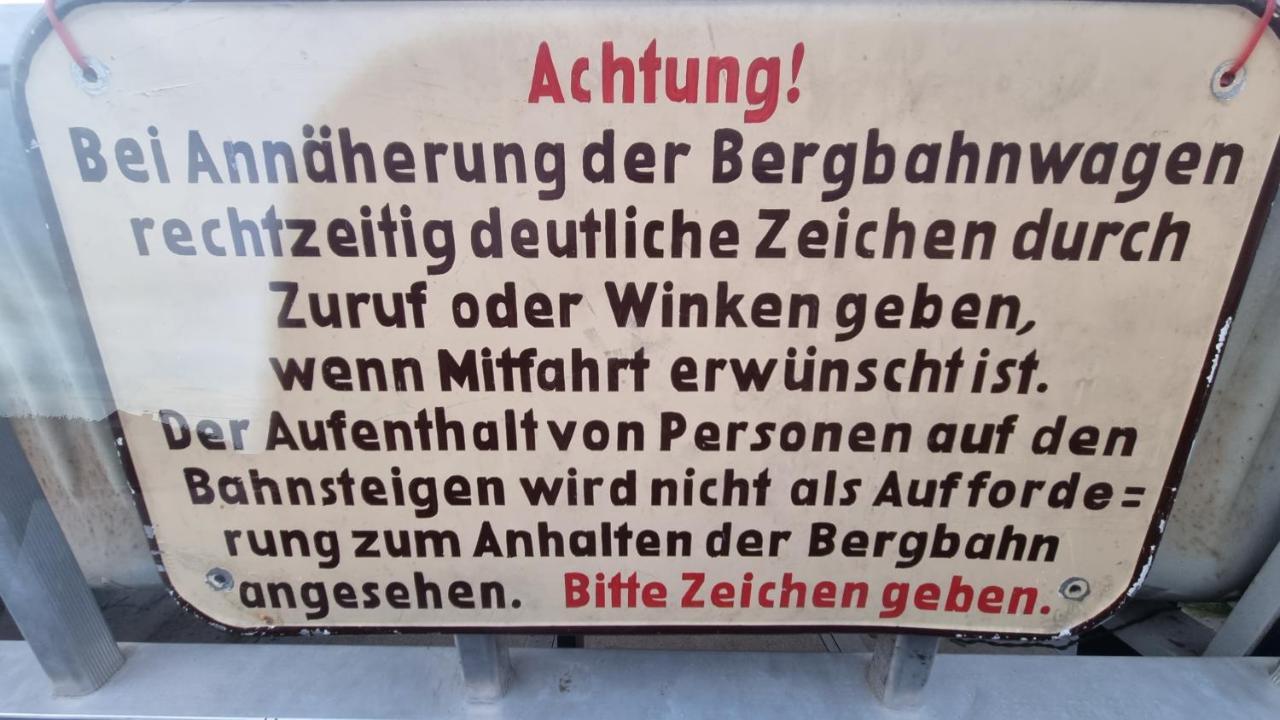 Achtung!
Bei Annäherung der Bergbahnwagen
rechtzeitig deutliche Zeichen durch
Zuruf oder Winken geben,
wenn Mitfahrt erwünscht ist.
Der Aufenthalt von Personen auf den
Bahnsteigen wird nicht als Aufforde=
rung zum Anhalten der Bergbahn
angesehen. Bitte Zeichen geben.